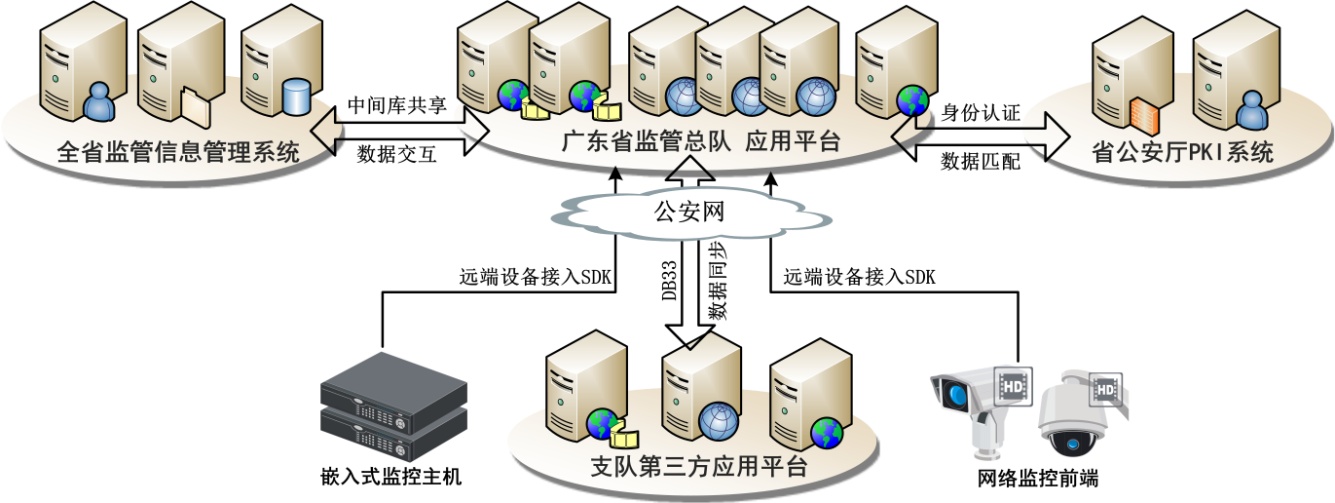 中间库共享
身份认证
全省监管信息管理系统
广东省监管总队 应用平台
省公安厅PKI系统
数据交互
数据匹配
公安网
远端设备接入SDK
DB33
数据同步
远端设备接入SDK
HD
HD
嵌入式监控主机
支队第三方应用平台
网络监控前端